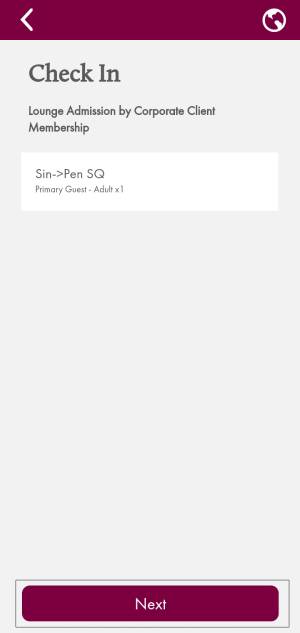 Check In
Lounge Admission by Corporate Client
Membership
Sin->Pen SQ
Primary Guest - Adult x1
Next